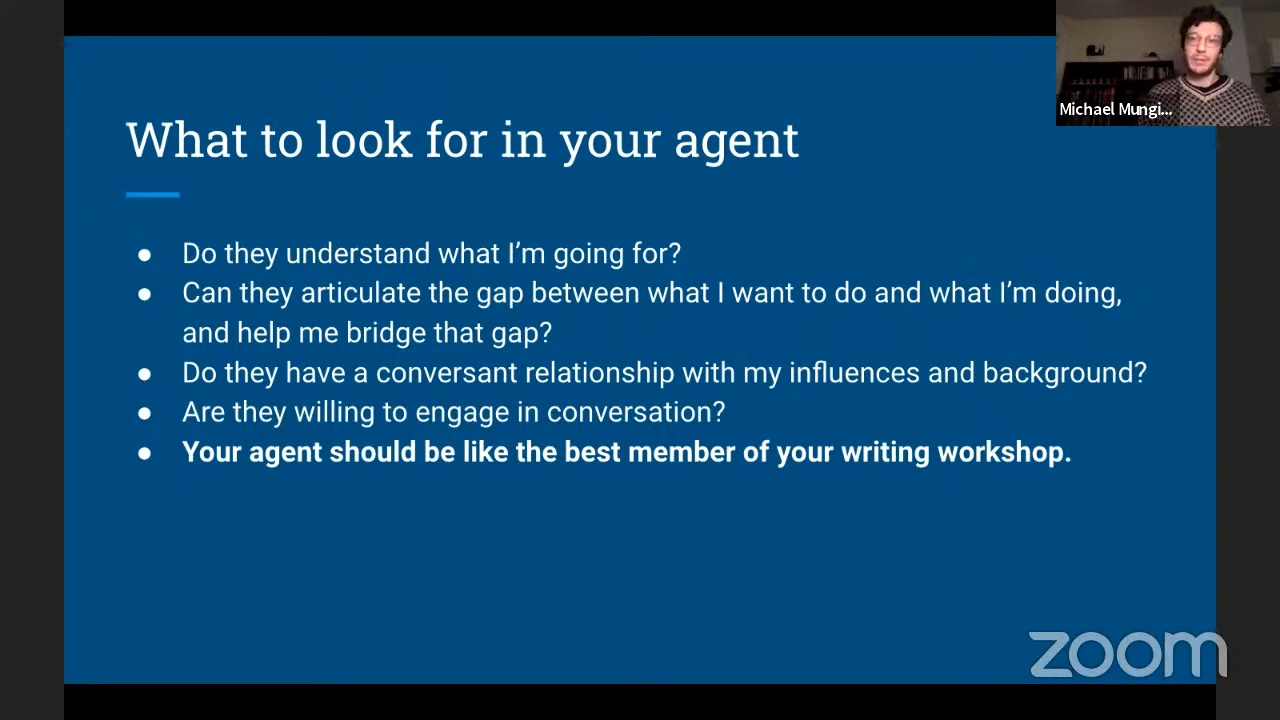 Michael Mungi...
What to look for in your agent
● Do they understand what I’m going for?
● Can they articulate the gap between what I want to do and what I’m doing,
and help me bridge that gap?
● Do they have a conversant relationship with my influences and background?
● Are they willing to engage in conversation?
● Your agent should be like the best member of your writing workshop.
zoom